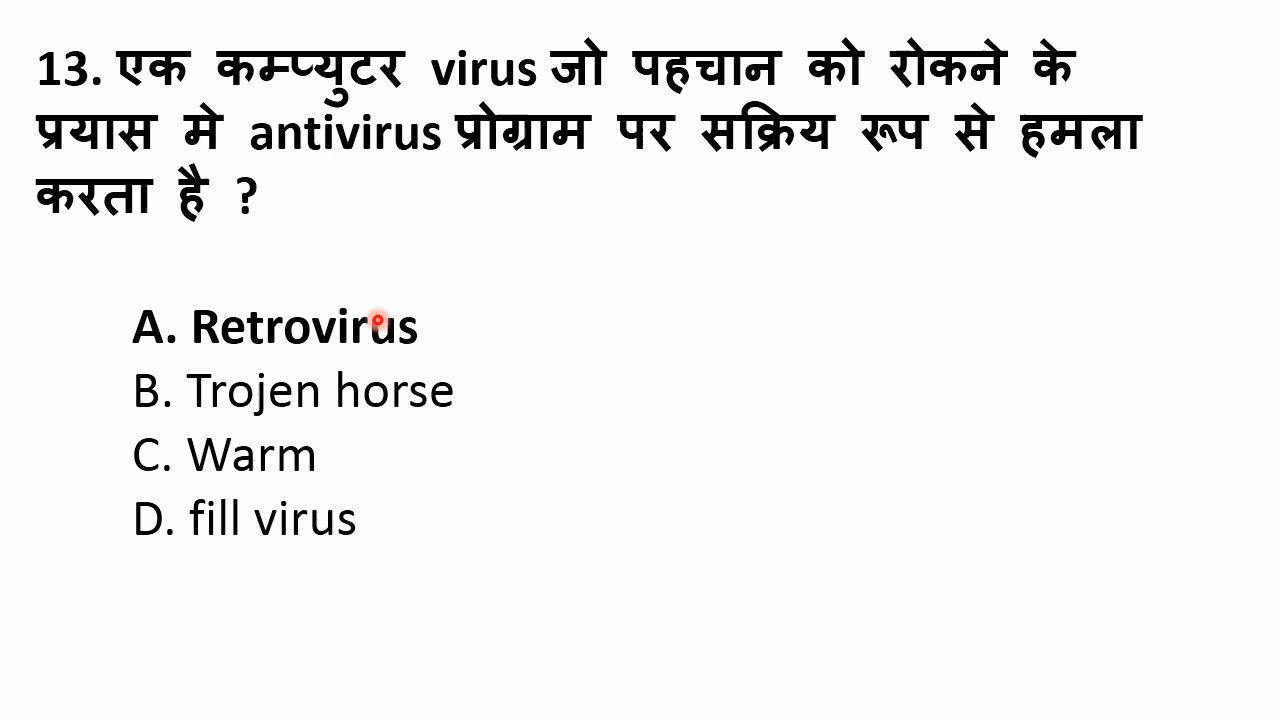 13. एक कम्प्युटर virus जो पहचान को रोकने के
प्रयास मे antivirus प्रोग्राम पर सक्रिय रूप से हमला
करता है ?
A. Retrovirus
B. Trojen horse
C. Warm
D. fill virus